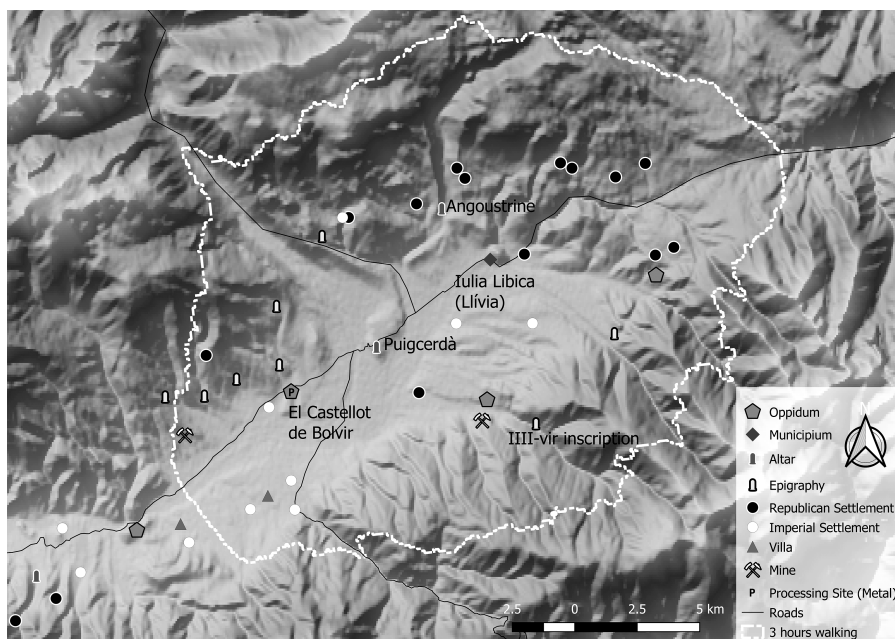 Angoustrine
Iulia Libica
(Llívia)
Puigcerdà
El Castellot
de Bolvir
IIII-vir inscription
P
N
Oppidum
Municipium
Altar
Epigraphy
Republican Settlement
Imperial Settlement
Villa
Mine
P Processing Site (Metal)
Roads
3 hours walking
2.5 0 2.5 5 km